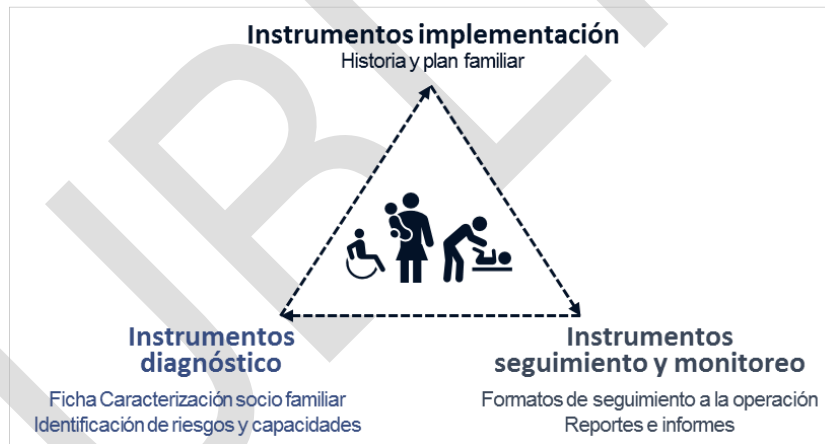 Instrumentos implementación
Historia y plan familiar
Instrumentos
diagnóstico
Ficha Caracterización socio familiar
Identificación de riesgos y capacidades
Instrumentos
seguimiento y monitoreo
Formatos de seguimiento a la operación
Reportes e informes